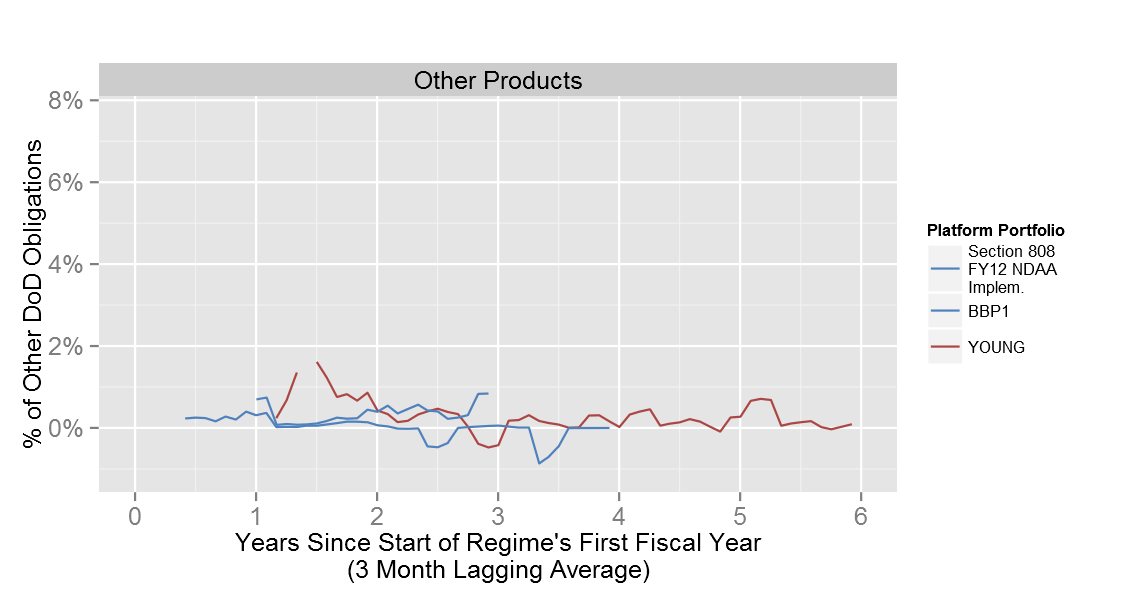 Other Products
8%
6%
4%
2%
0%
% of Other DoD Obligations
0 1 2 3 4 5 6
Years Since Start of Regime's First Fiscal Year
(3 Month Lagging Average)
Platform Portfolio
Section 808
FY12 NDAA
Implem.
BBP1
YOUNG